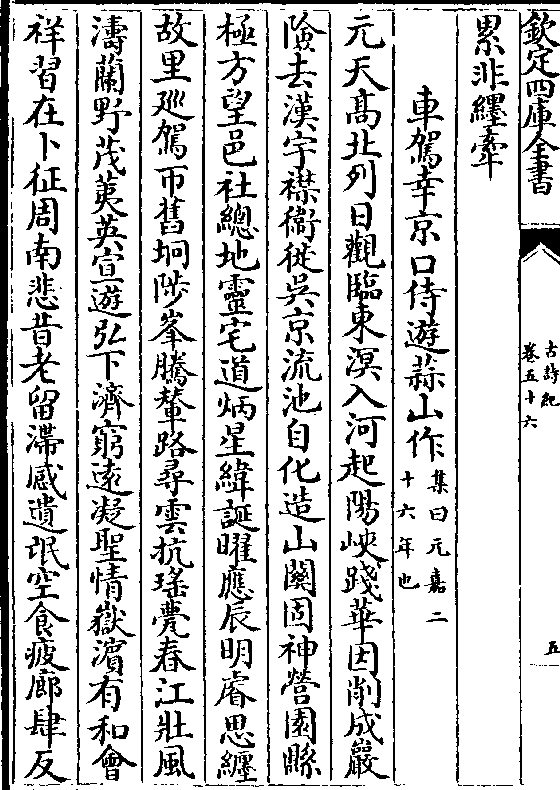 欽定四庫全書
古詩紀
卷五十六
五
累非纆牽
車駕幸京口侍遊蒜山作集曰元嘉二十六年也
元天髙北列日觀臨東溟入河起陽峽踐華因削成巖
險去漢宇襟衞徙吳京流池自化造山關固神營園縣
極方望邑社總地靈宅道炳星緯誕曜應辰明睿思纒
故里廵駕帀舊坰陟峯騰輦路尋雲抗瑤甍春江壯風
濤蘭野茂荑英宣遊弘下濟窮遠凝聖情嶽濵有和會
祥習在卜征周南悲昔老留滯感遺氓空食疲廊肆反